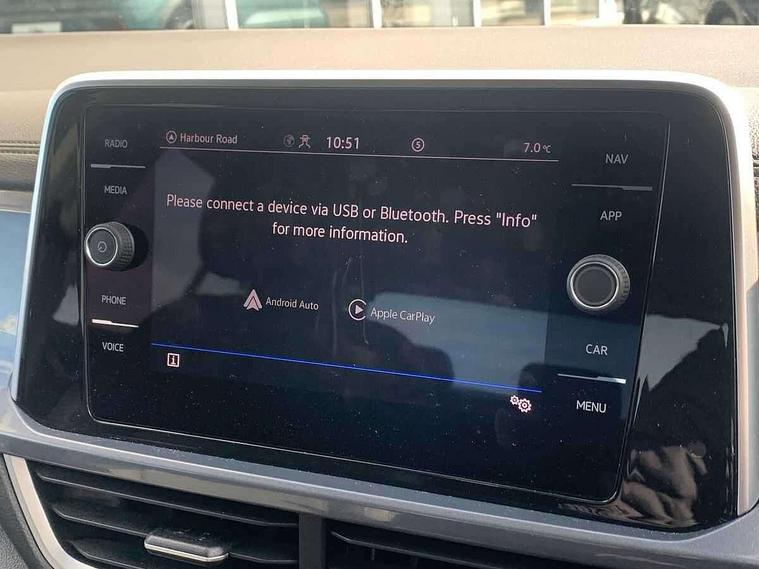 RADIO
MEDIA
PHONE
VOICE
Harbour Road
10:51
5
7.0 °C
Please connect a device via USB or Bluetooth. Press "Info"
for more information.
Android Auto
Apple CarPlay
i
NAV
APP
CAR
MENU